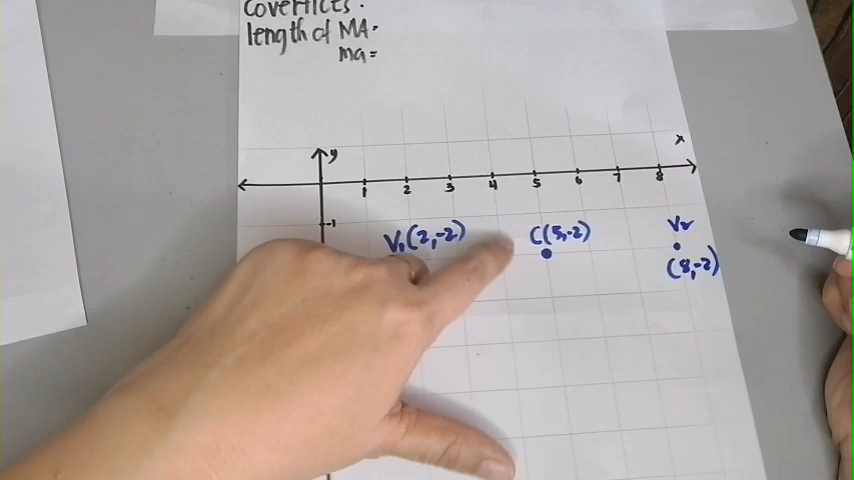 covertices:
length of MA=
ma=
y
x
1 2 3 4 5 6 7 8
-1
V₁(2,-2) C(5,-2) V₂
(8,-2)